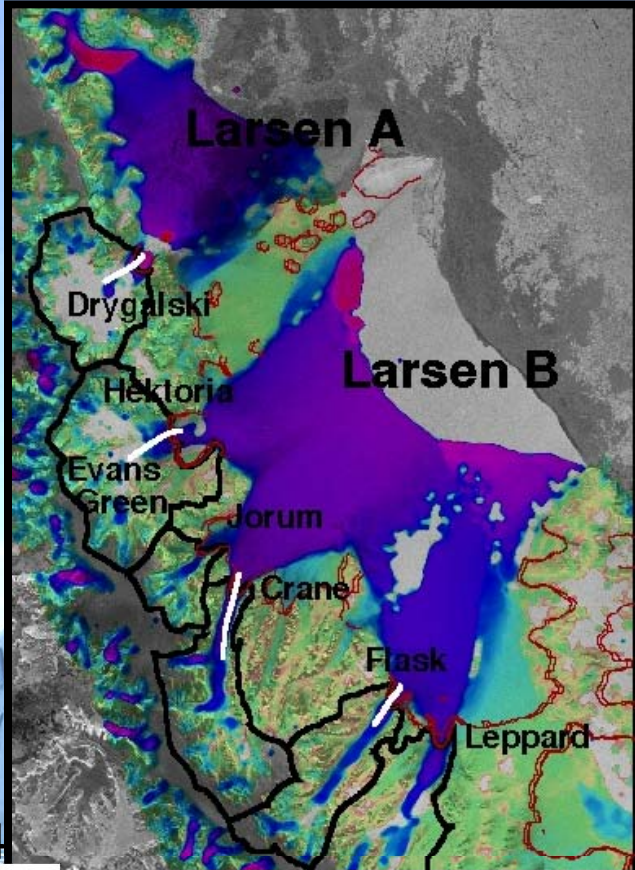 Larsen A
Drygalski
Larsen B
Hektoria
Evans
Green
Jorum
Crane
Flask
Leppard